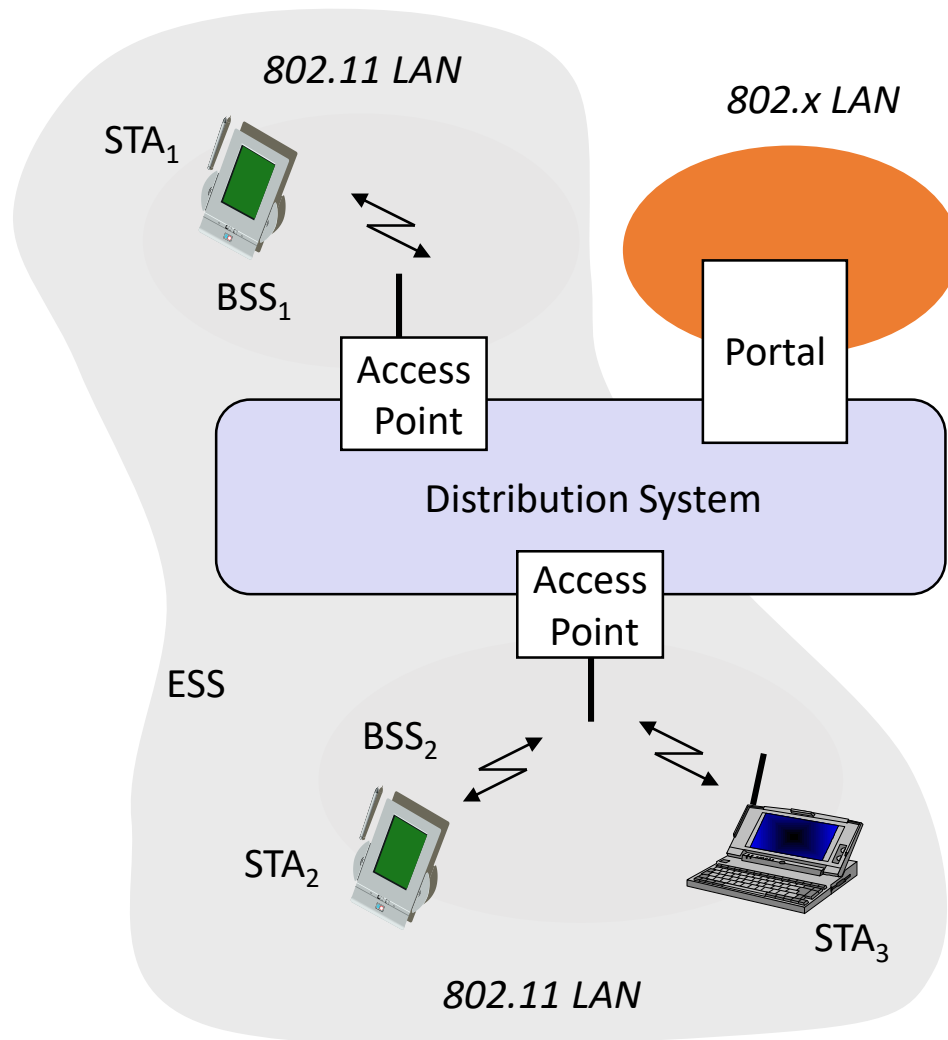 802.11 LAN
802.x LAN
STA₁
BSS₁
Access
Point
Portal
Distribution System
Access
Point
ESS
BSS₂
STA₂
STA₃
802.11 LAN